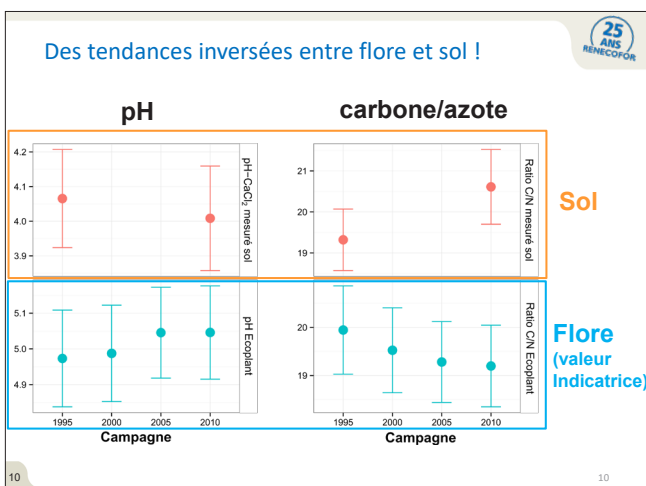 Des tendances inversées entre flore et sol !
25
ANS
RENECOFOR
pH
carbone/azote
4.2
4.1
4.0
3.9
pH−CaCl₂ mesuré sol
21
20
19
Ratio C/N mesuré sol
Sol
5.1
5.0
4.9
pH Ecoplant
20
19
Ratio C/N Ecoplant
Flore
(valeur
Indicatrice)
1995 2000 2005 2010
Campagne
1995 2000 2005 2010
Campagne
10
10